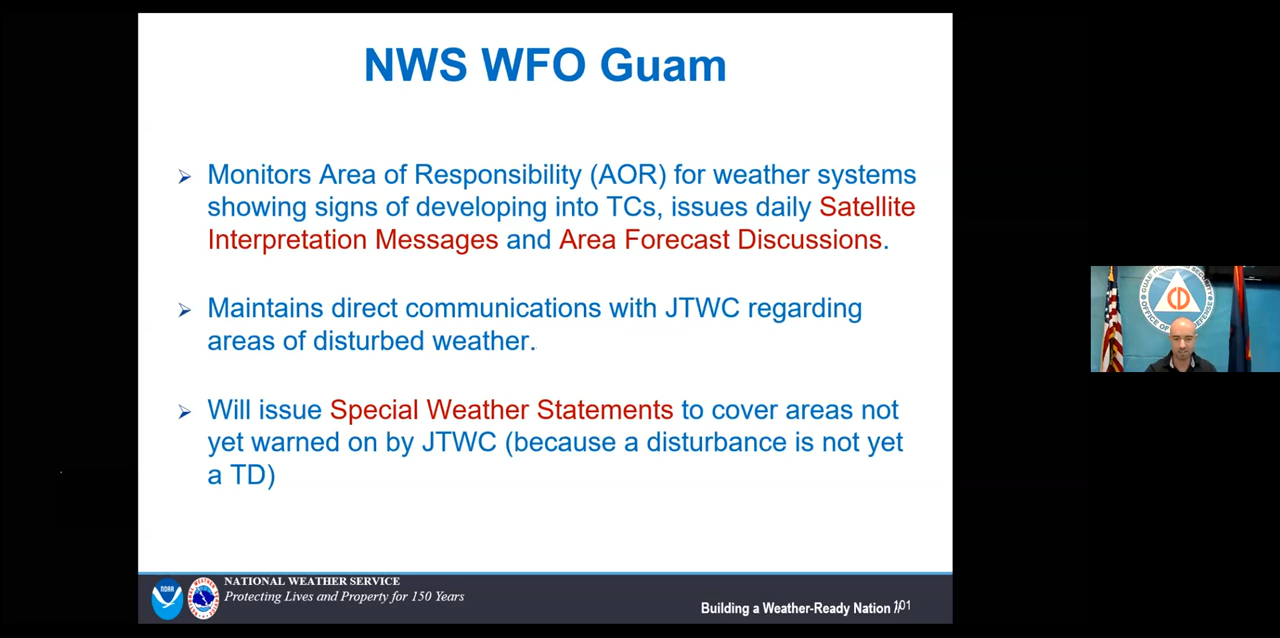 NWS WFO Guam
➢ Monitors Area of Responsibility (AOR) for weather systems
showing signs of developing into TCs, issues daily Satellite
Interpretation Messages and Area Forecast Discussions.
➢ Maintains direct communications with JTWC regarding
areas of disturbed weather.
➢ Will issue Special Weather Statements to cover areas not
yet warned on by JTWC (because a disturbance is not yet
a TD)
NOAA
NATIONAL WEATHER SERVICE
Protecting Lives and Property for 150 Years
Building a Weather-Ready Nation // 101
CD